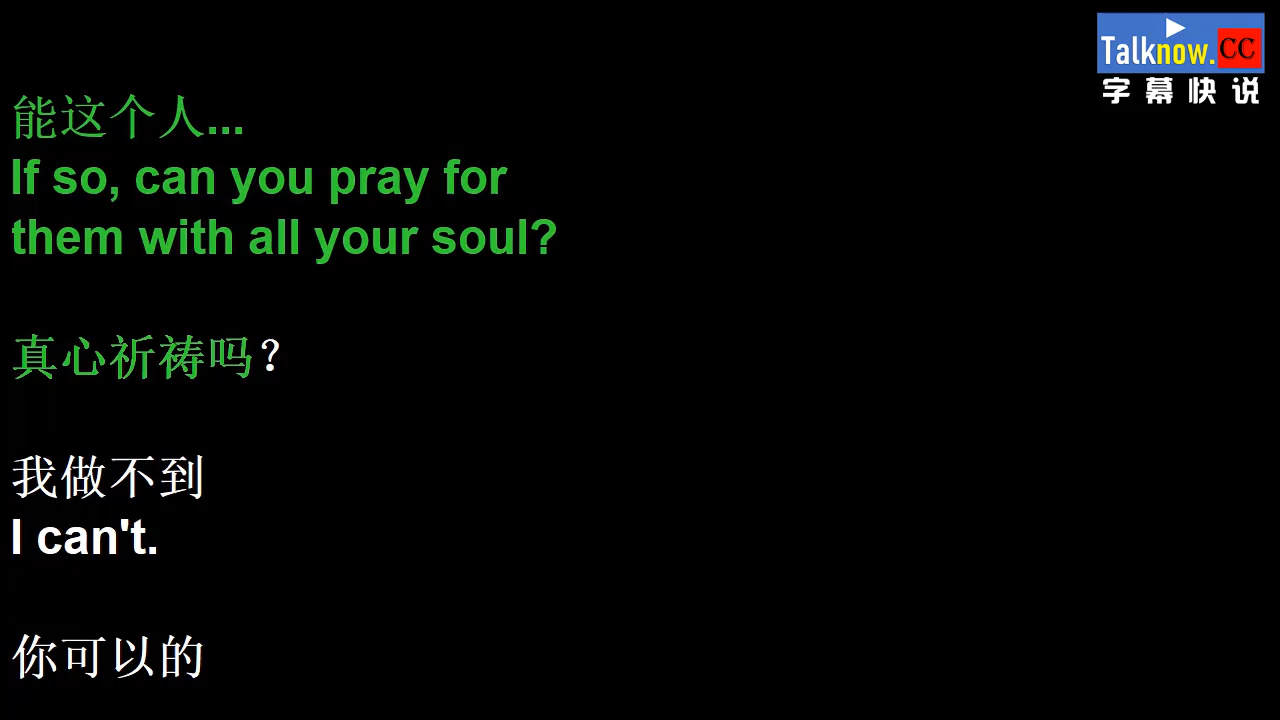 Talknow.CC
字幕快说
能这个人...
If so, can you pray for
them with all your soul?
真心祈祷吗？
我做不到
I can't.
你可以的